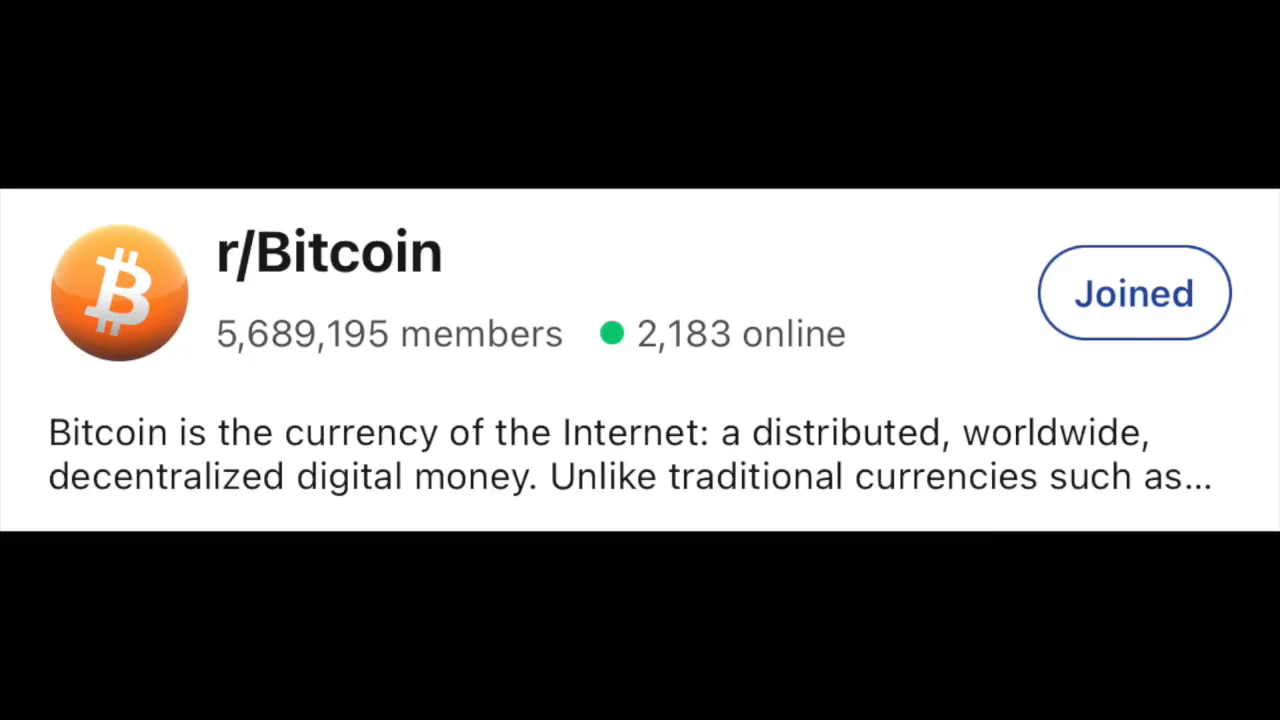 r/Bitcoin
5,689,195 members 2,183 online
Joined
Bitcoin is the currency of the Internet: a distributed, worldwide,
decentralized digital money. Unlike traditional currencies such as...